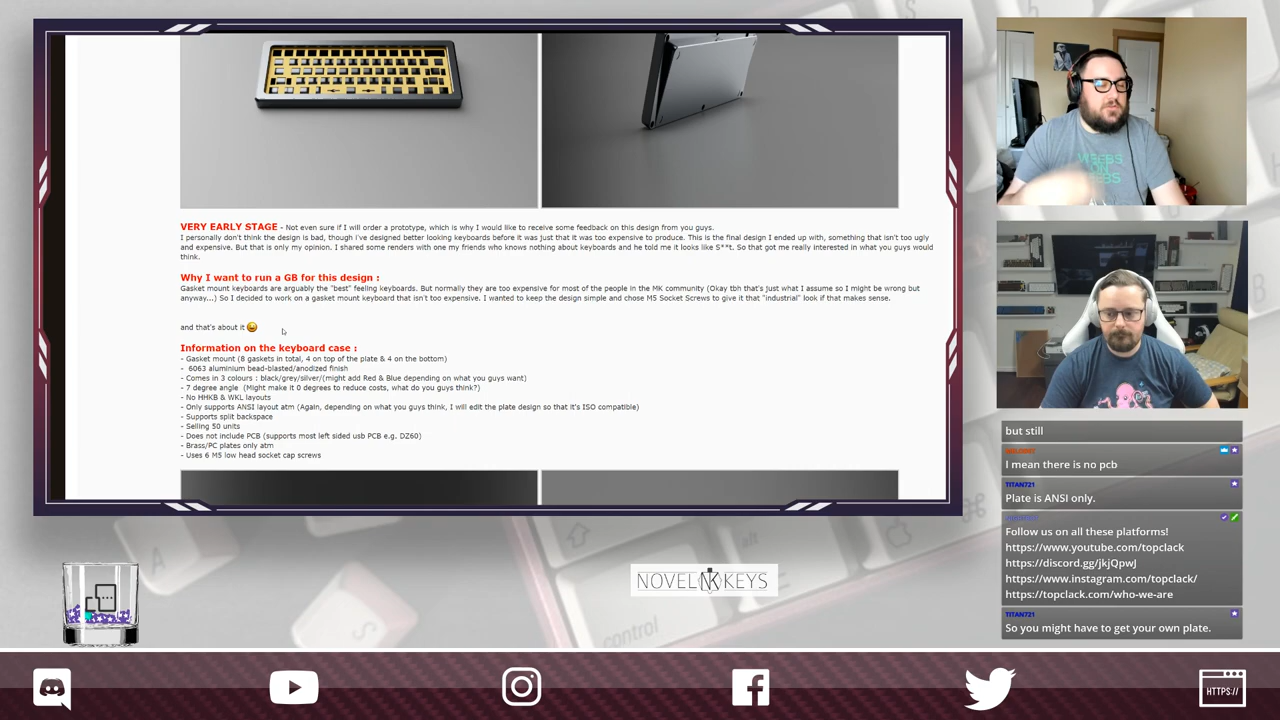 VERY EARLY STAGE - Not even sure if I will order a prototype, which is why I would like to receive some feedback on this design from you guys.
I personally don't think the design is bad, though i've designed better looking keyboards before it was just that it was too expensive to produce. This is the final design I ended up with, something that isn't too ugly
and expensive. But that is only my opinion. I shared some renders with one my friends who knows nothing about keyboards and he told me it looks like S**t. So that got me really interested in what you guys would
think.
Why I want to run a GB for this design :
Gasket mount keyboards are arguably the "best" feeling keyboards. But normally they are too expensive for most of the people in the MK community (Okay tbh that's just what I assume so I might be wrong but
anyway...) So I decided to work on a gasket mount keyboard that isn't too expensive. I wanted to keep the design simple and chose M5 Socket Screws to give it that "industrial" look if that makes sense.
and that's about it
Information on the keyboard case :
- Gasket mount (8 gaskets in total, 4 on top of the plate & 4 on the bottom)
- 6063 aluminium bead-blasted/anodized finish
- Comes in 3 colours : black/grey/silver/(might add Red & Blue depending on what you guys want)
- 7 degree angle (Might make it 0 degrees to reduce costs, what do you guys think?)
- No HHKB & WKL layouts
- Only supports ANSI layout atm (Again, depending on what you guys think, I will edit the plate design so that it's ISO compatible)
- Supports split backspace
- Selling 50 units
- Does not include PCB (supports most left sided usb PCB e.g. DZ60)
- Brass/PC plates only atm
- Uses 6 M5 low head socket cap screws
WEEBS
ON
but still
I mean there is no pcb
TITAN721
Plate is ANSI only.
Follow us on all these platforms!
https://www.youtube.com/topclack
https://discord.gg/jkjQpwJ
https://www.instagram.com/topclack/
https://topclack.com/who-we-are
TITAN721
So you might have to get your own plate.
NOVELKEYS
A
S
alt
control
HTTPS://